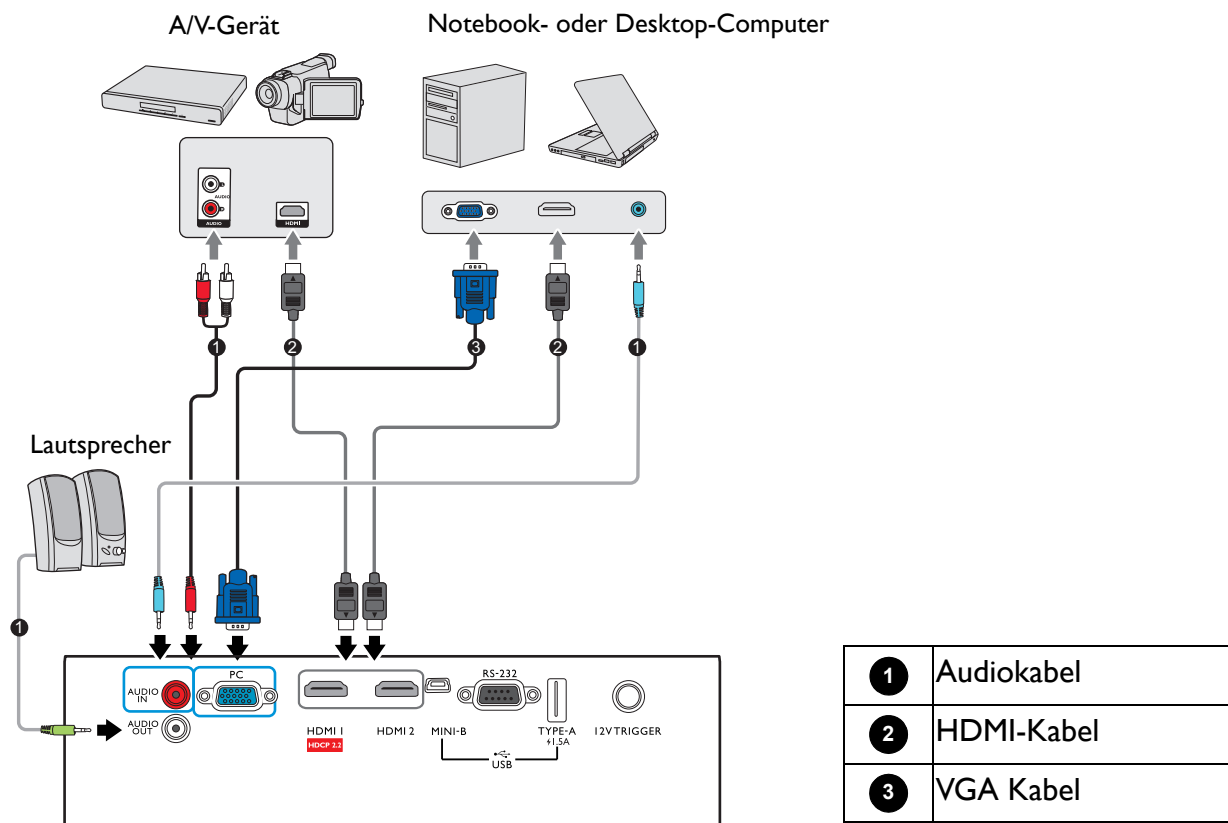 A/V-Gerät
Notebook- oder Desktop-Computer
AUDIO
AUDIO
HDMI
1
2
3
2
1
Lautsprecher
1
AUDIO IN
PC
RS-232
AUDIO OUT
HDMI 1
HDCP 2.2
HDMI 2
MINI-B
TYPE-A
1.5A
12V TRIGGER
USB
1 Audiokabel
2 HDMI-Kabel
3 VGA Kabel